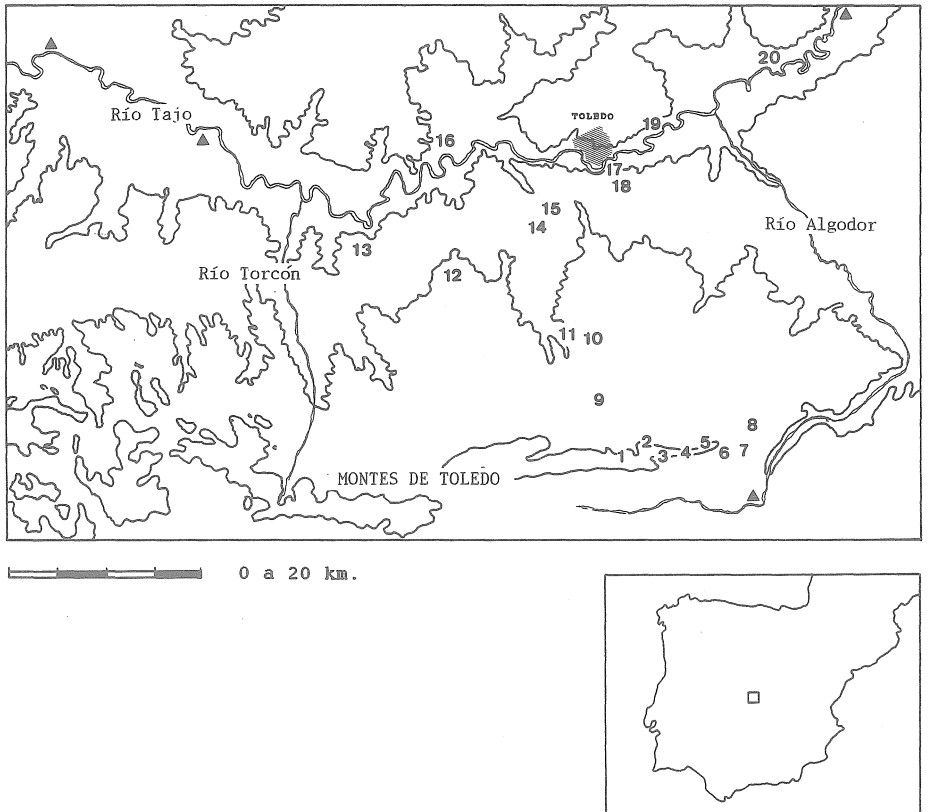 20
Río Tajo
TOLEDO
19
16
17
18
15
Río Algodor
14
13
Río Torcón
12
11 10
9
8
2 5
1 3 - 4 - 6 7
MONTES DE TOLEDO
0 a 20 km.